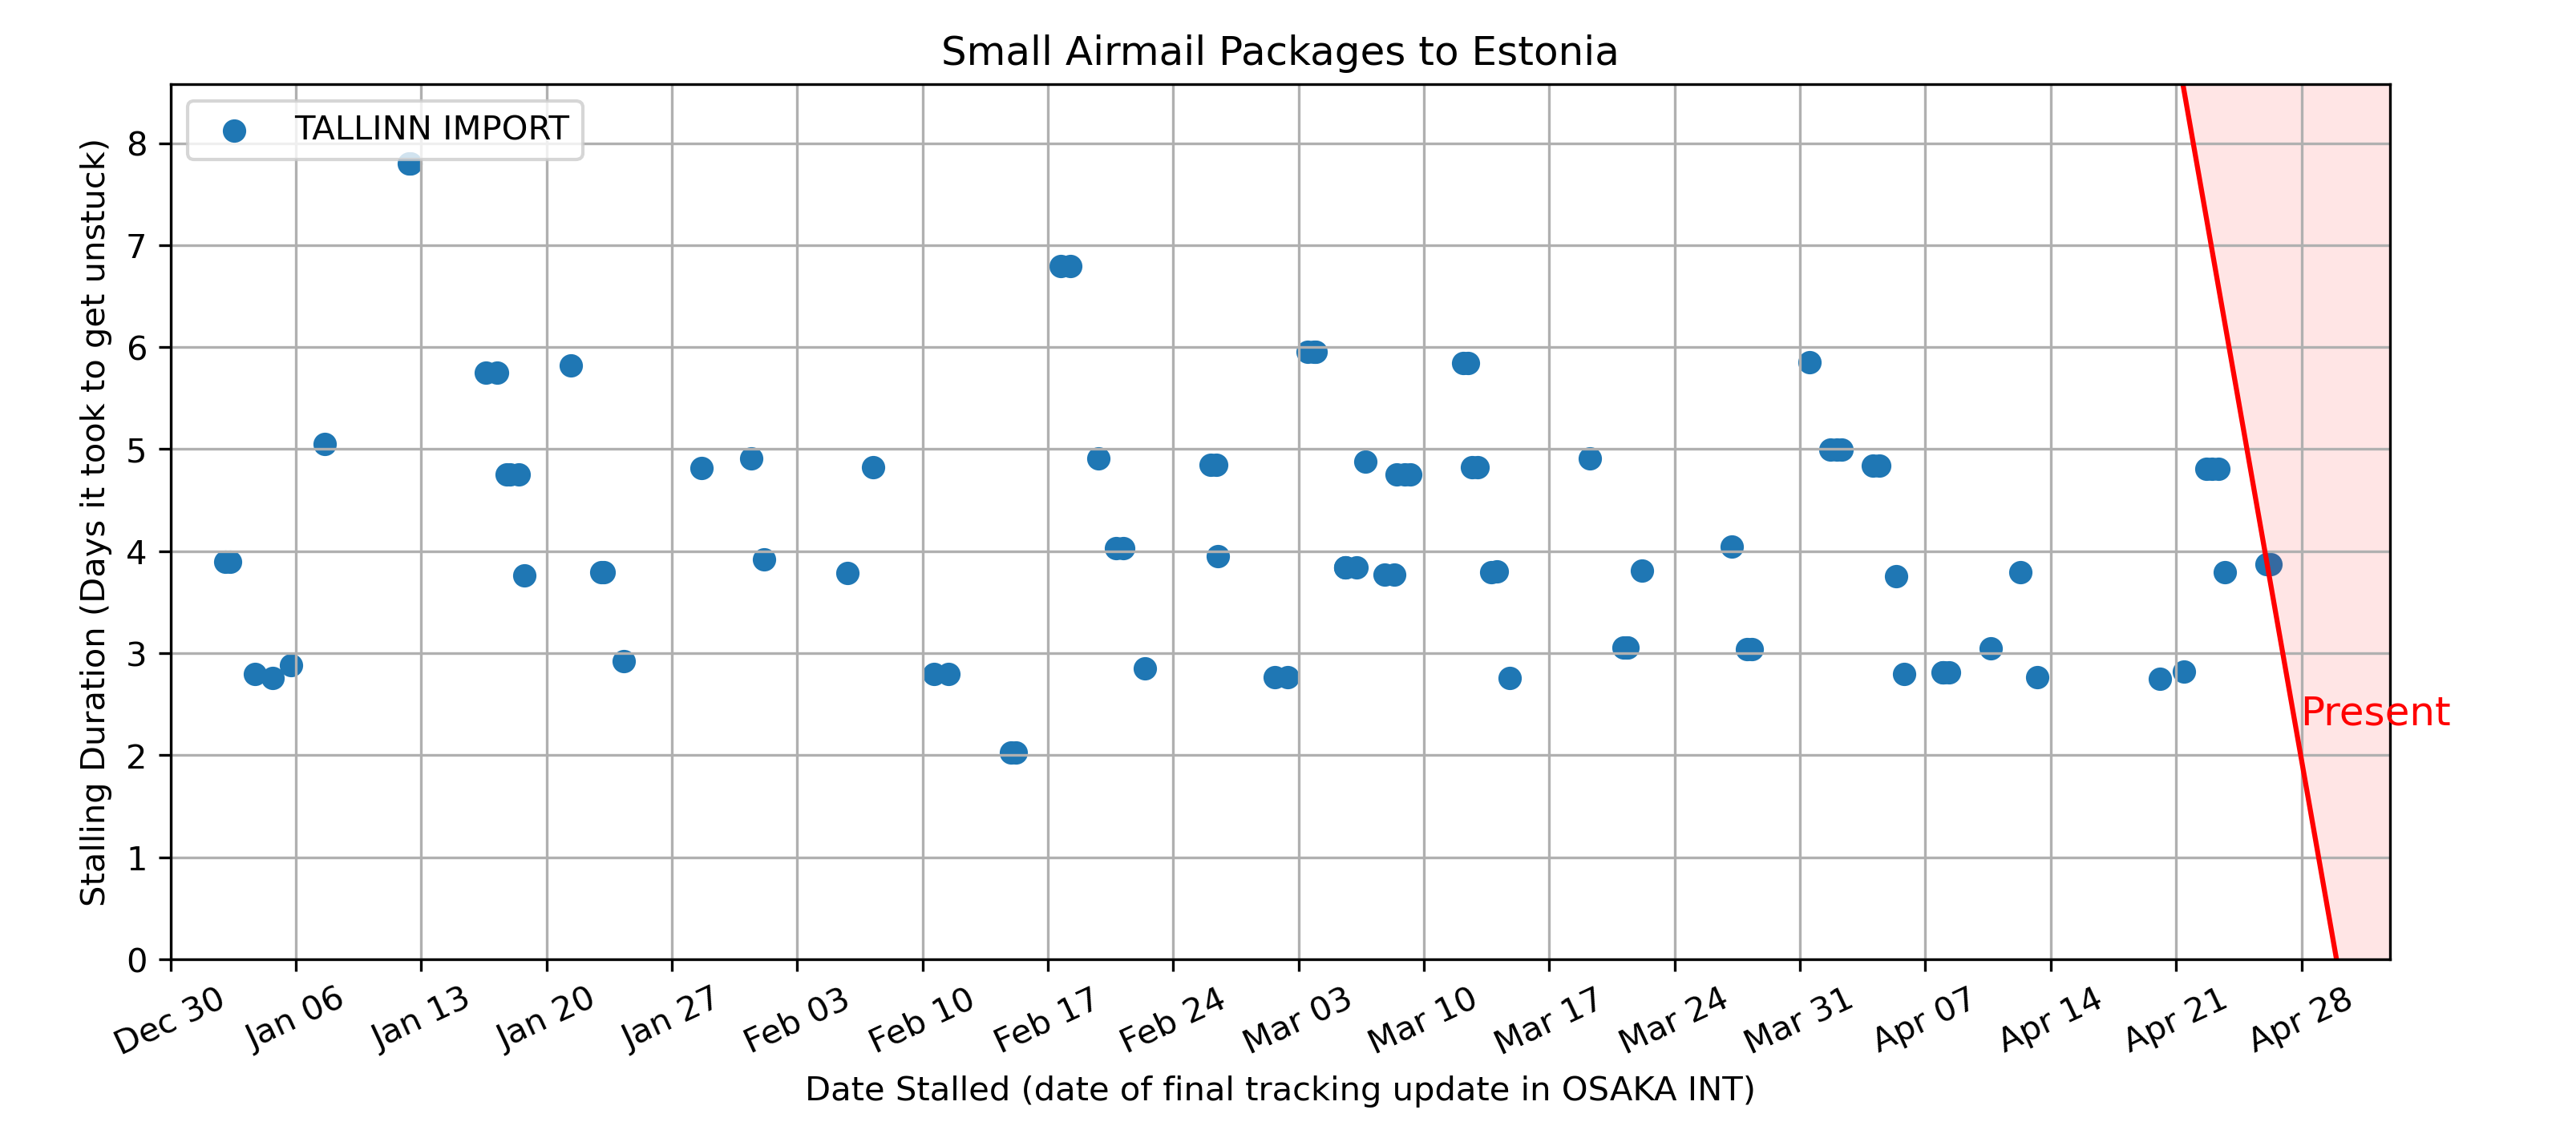 Small Airmail Packages to Estonia
TALLINN IMPORT
Stalling Duration (Days it took to get unstuck)
8
7
6
5
4
3
2
1
0
Present
Dec 30 Jan 06 Jan 13 Jan 20 Jan 27 Feb 03 Feb 10 Feb 17 Feb 24 Mar 03 Mar 10 Mar 17 Mar 24 Mar 31 Apr 07 Apr 14 Apr 21 Apr 28
Date Stalled (date of final tracking update in OSAKA INT)